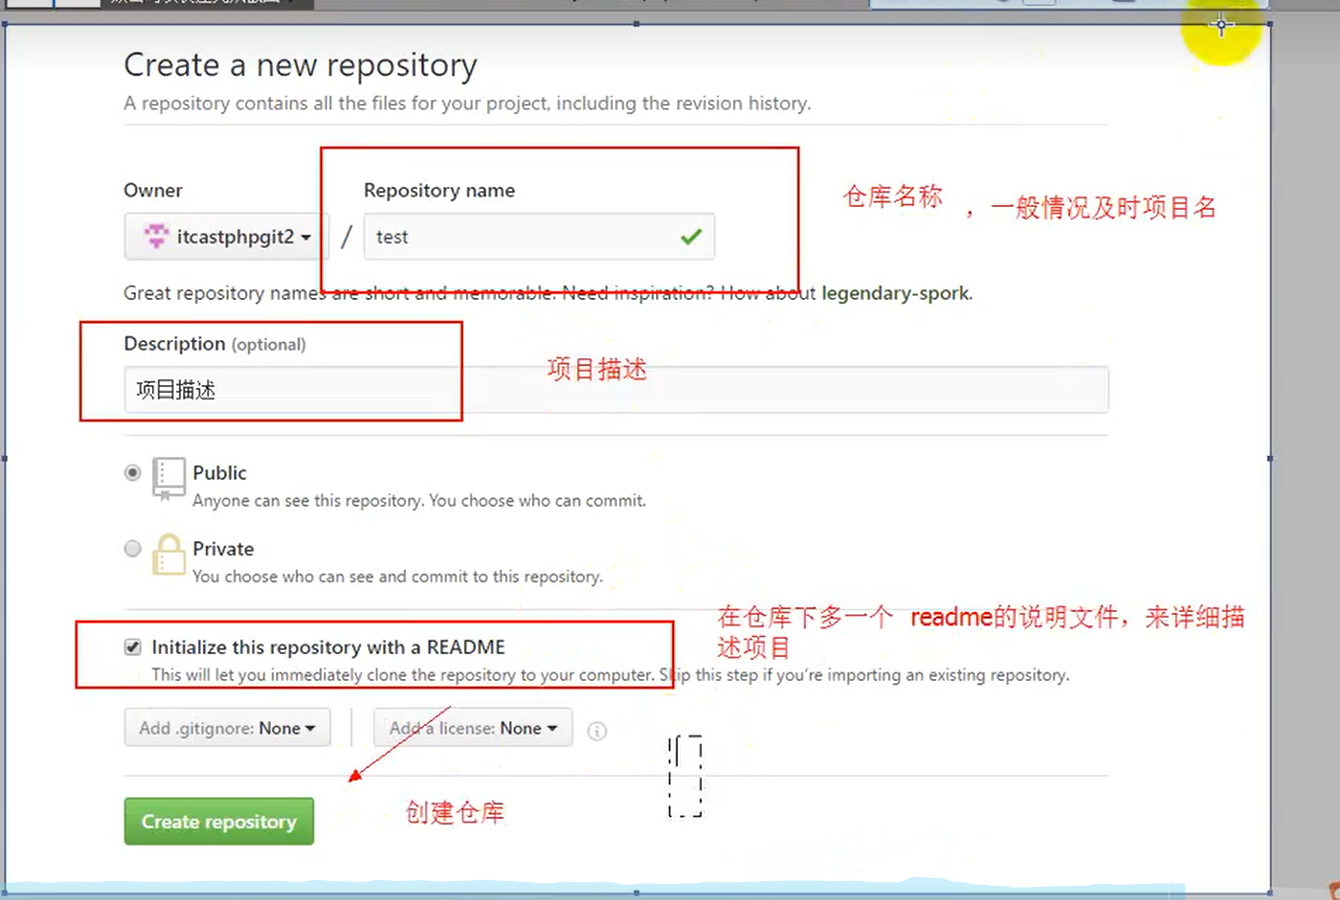 Create a new repository
A repository contains all the files for your project, including the revision history.
Owner
Repository name
仓库名称 ，一般情况及时项目名
itcastphpgit2 / test
Great repository names are short and memorable. Need inspiration? How about legendary-spork.
Description (optional)
项目描述
项目描述
Public
Anyone can see this repository. You choose who can commit.
Private
You choose who can see and commit to this repository.
在仓库下多一个 readme的说明文件，来详细描
述项目
Initialize this repository with a README
This will let you immediately clone the repository to your computer. Skip this step if you're importing an existing repository.
Add .gitignore: None
Add a license: None
Create repository
创建仓库